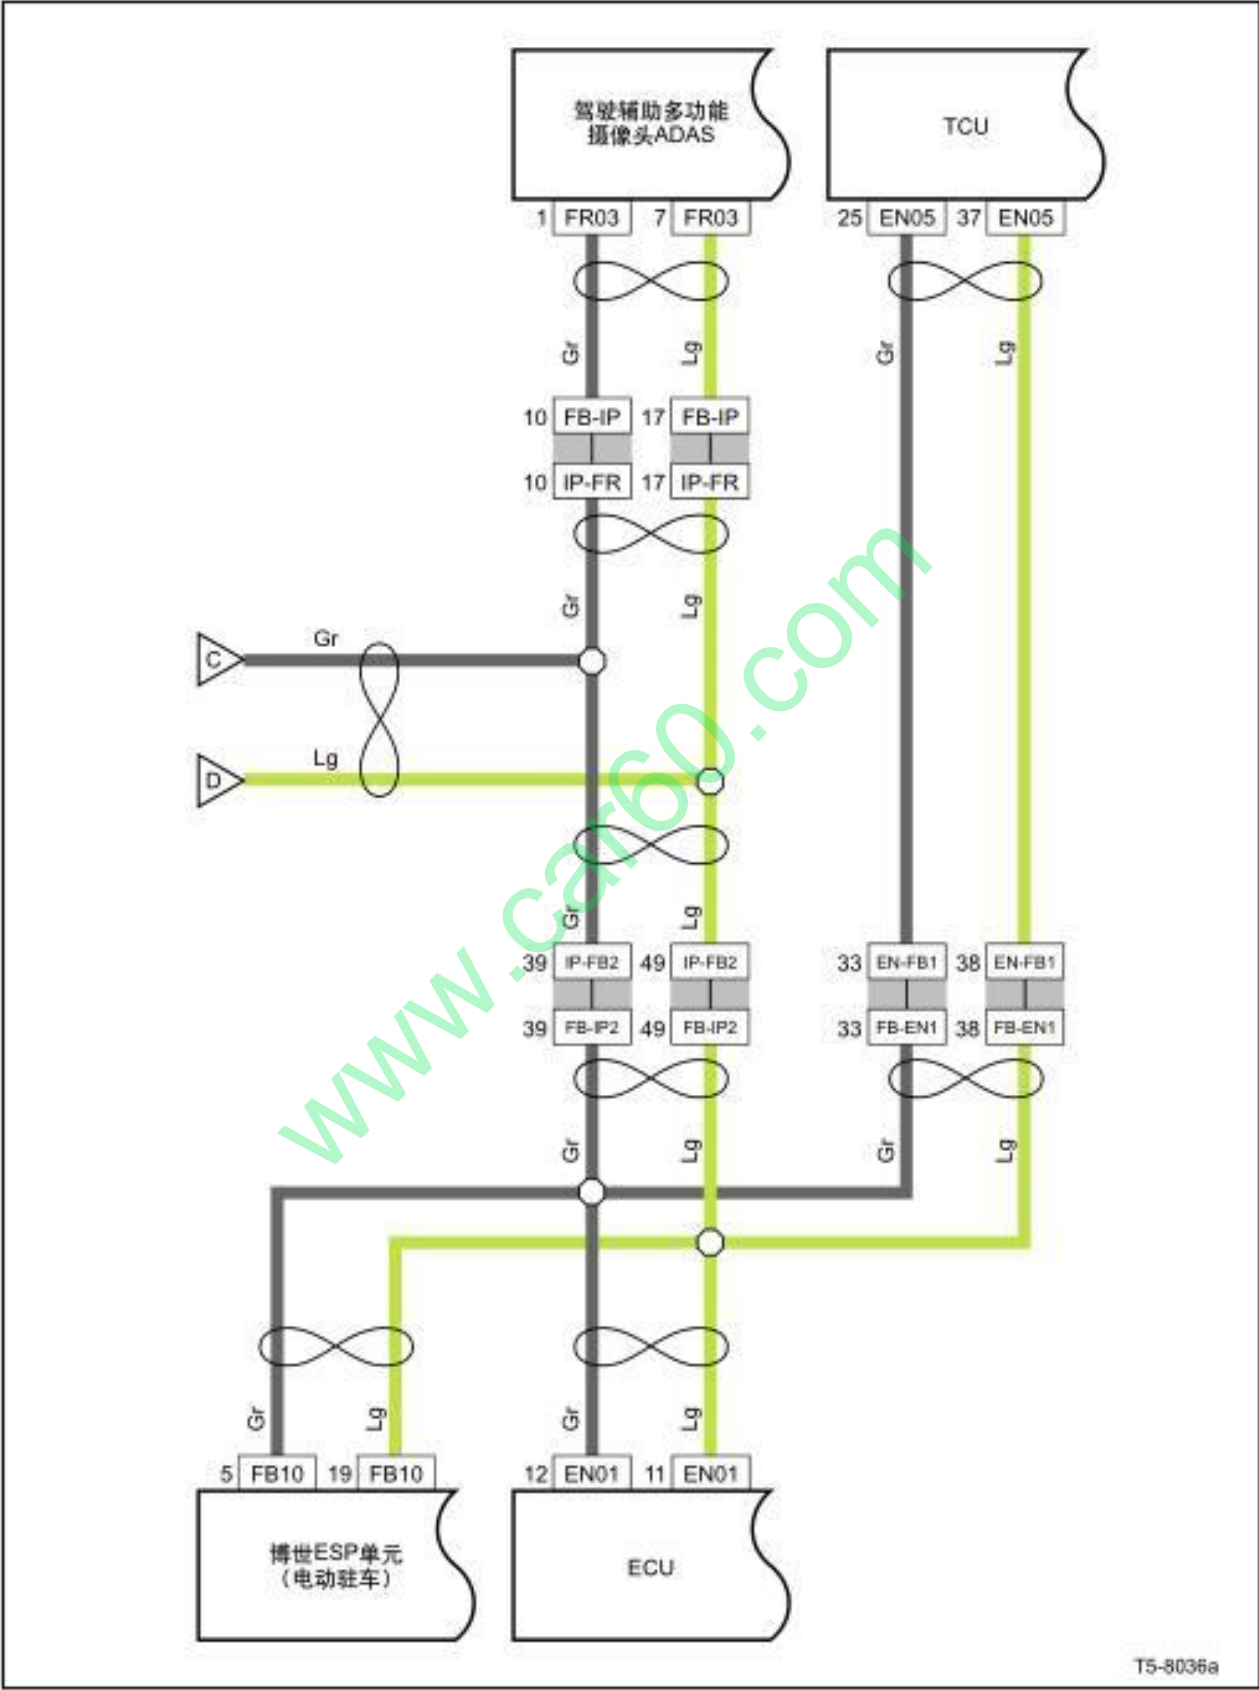 驾驶辅助多功能
摄像头ADAS
TCU
1 FR03 7 FR03 25 EN05 37 EN05
Gr Lg Gr Lg
10 FB-IP 17 FB-IP
10 IP-FR 17 IP-FR
Gr Lg
C Gr
D Lg
Gr Lg
39 IP-FB2 49 IP-FB2 33 EN-FB1 38 EN-FB1
39 FB-IP2 49 FB-IP2 33 FB-EN1 38 FB-EN1
Gr Lg Gr Lg
Gr Lg Gr Lg
5 FB10 19 FB10 12 EN01 11 EN01
博世ESP单元
（电动驻车）
ECU
T5-8036a
www.car60.com